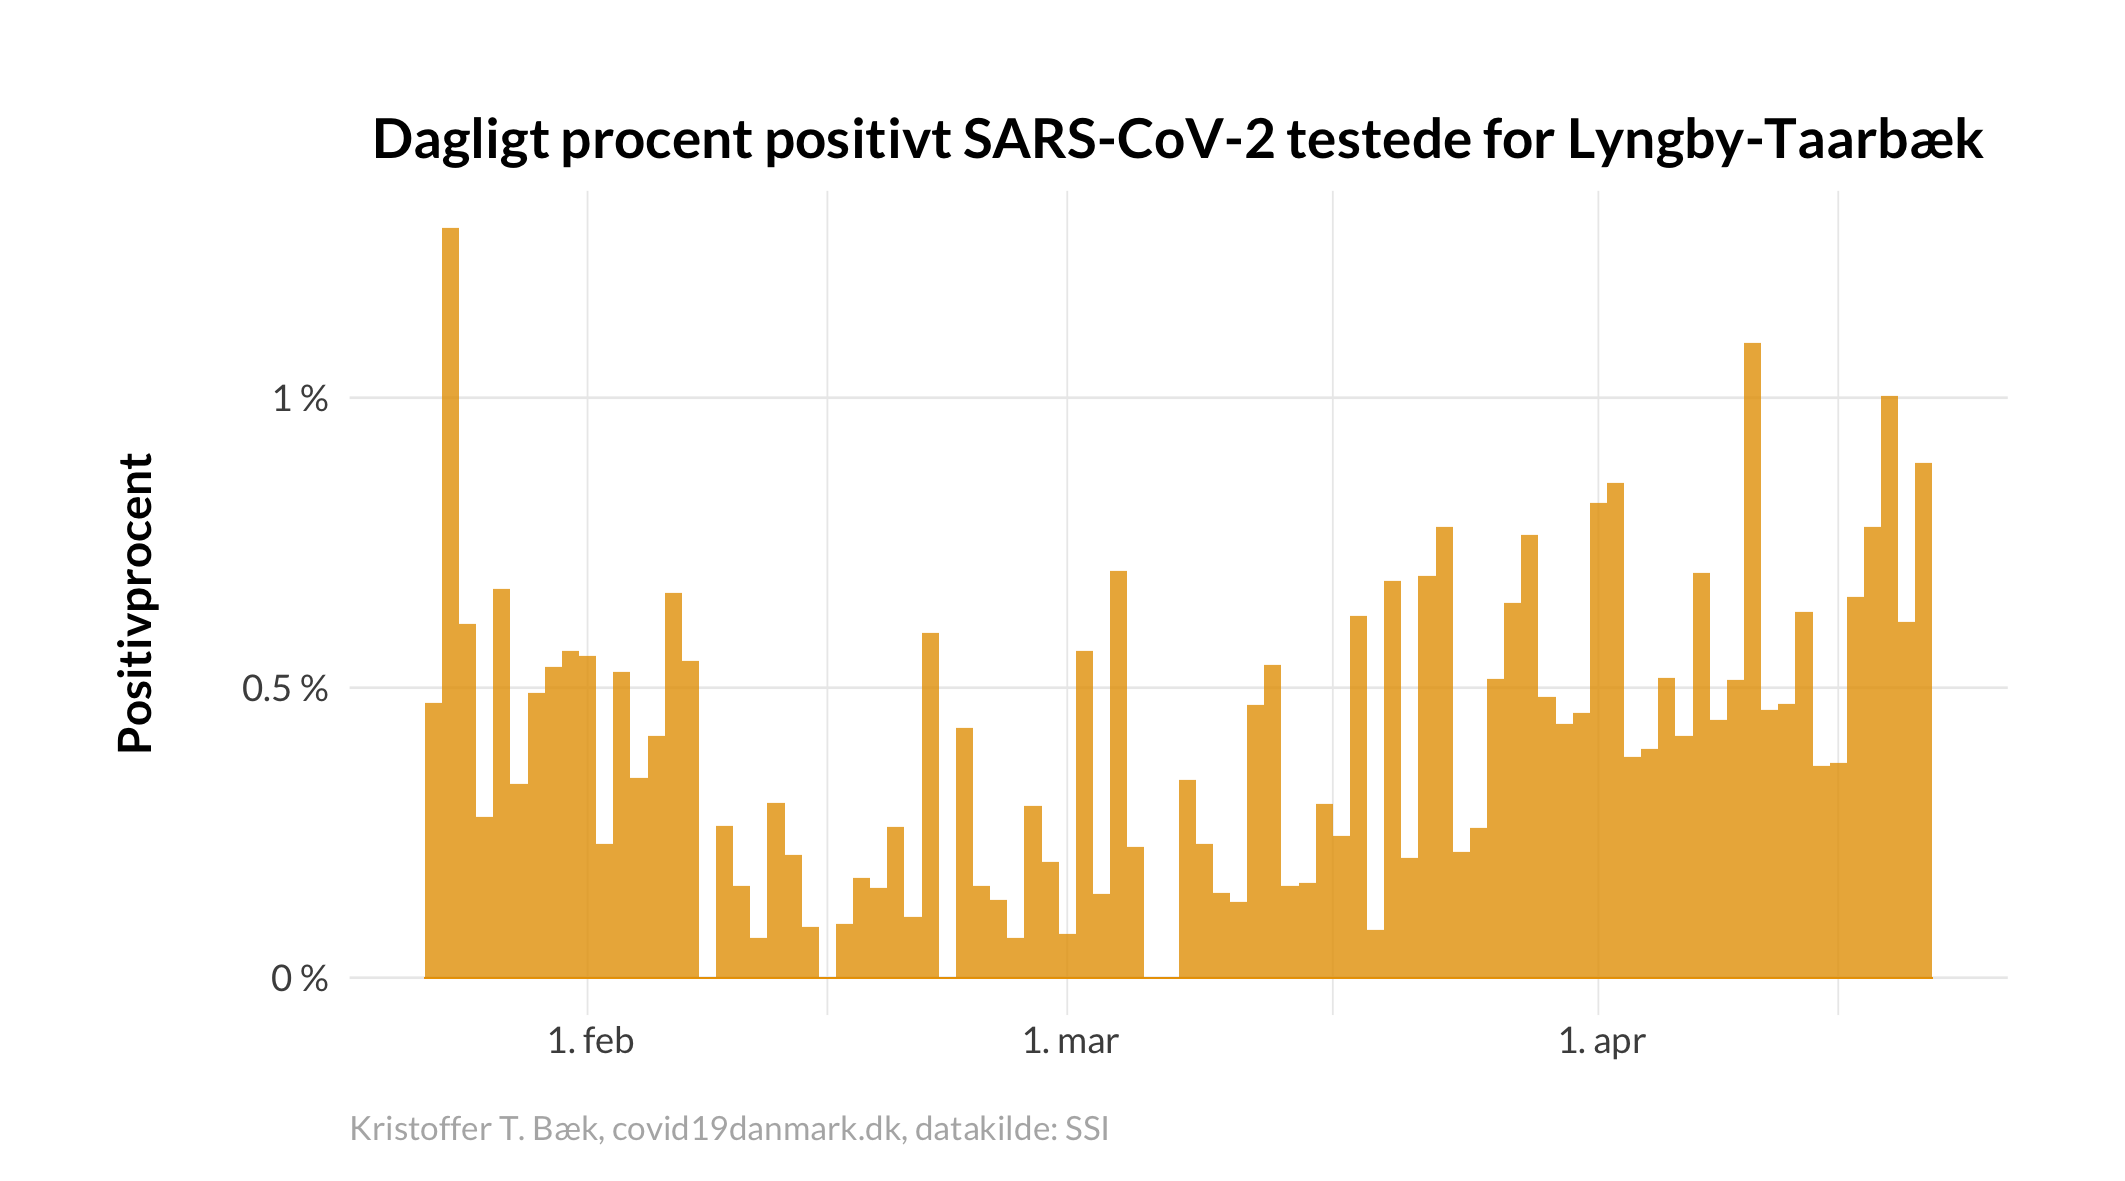 Dagligt procent positivt SARS-CoV-2 testede for Lyngby-Taarbæk
Positivprocent
1 %
0.5 %
0 %
1. feb
1. mar
1. apr
Kristoffer T. Bæk, covid19danmark.dk, datakilde: SSI